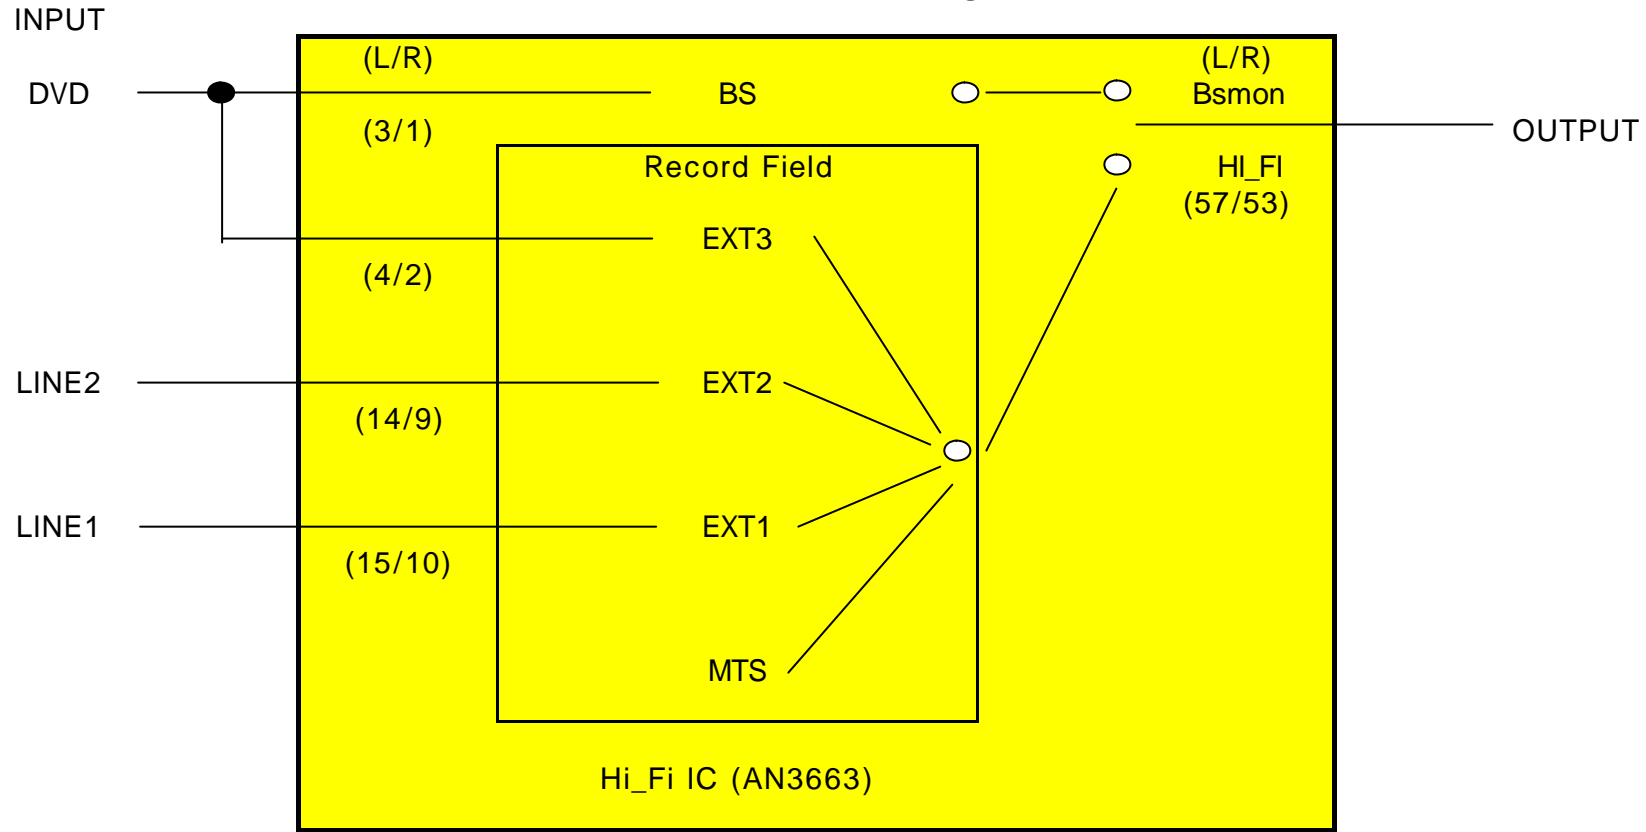 INPUT
(L/R)
(L/R)
DVD
BS
Bsmon
(3/1)
OUTPUT
Record Field
HI_FI
(57/53)
EXT3
(4/2)
LINE2
EXT2
(14/9)
LINE1
EXT1
(15/10)
MTS
Hi_Fi IC (AN3663)